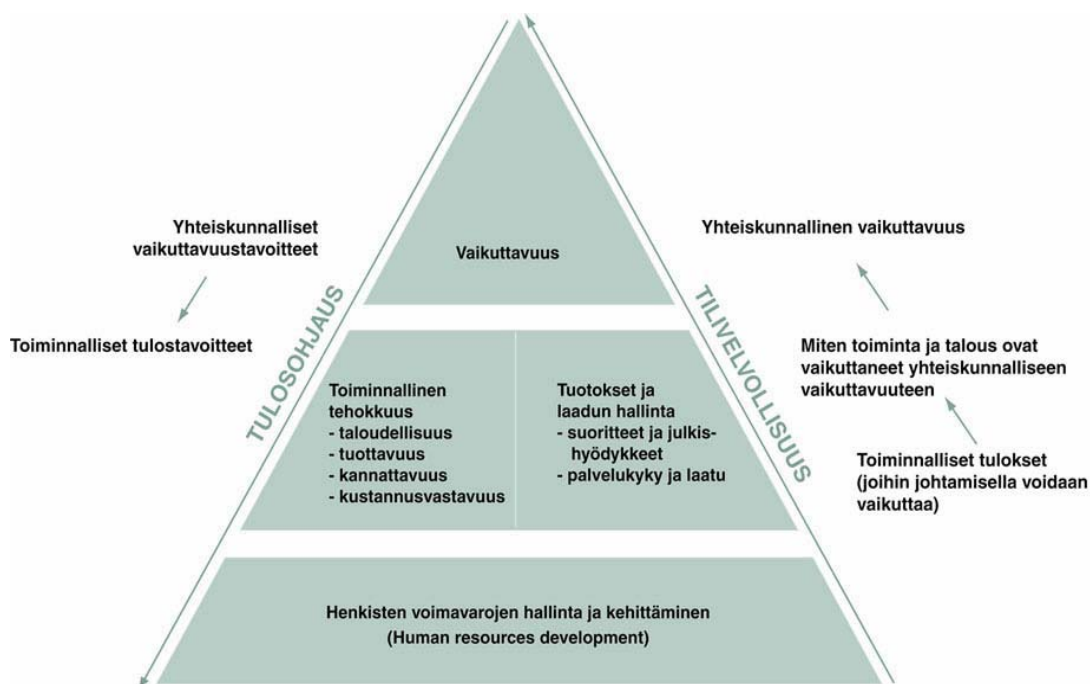 Yhteiskunnalliset
vaikuttavuustavoitteet
Toiminnalliset tulostavoitteet
TULOSOHJAUS
Vaikuttavuus
Toiminnallinen
tehokkuus
- taloudellisuus
- tuottavuus
- kannattavuus
- kustannusvastavuus
Tuotokset ja
laadun hallinta
- suoritteet ja julkis-
hyödykkeet
- palvelukyky ja laatu
Henkisten voimavarojen hallinta ja kehittäminen
(Human resources development)
TILIVELVOLLISUUS
Yhteiskunnallinen vaikuttavuus
Miten toiminta ja talous ovat
vaikuttaneet yhteiskunnalliseen
vaikuttavuuteen
Toiminnalliset tulokset
(joihin johtamisella voidaan
vaikuttaa)